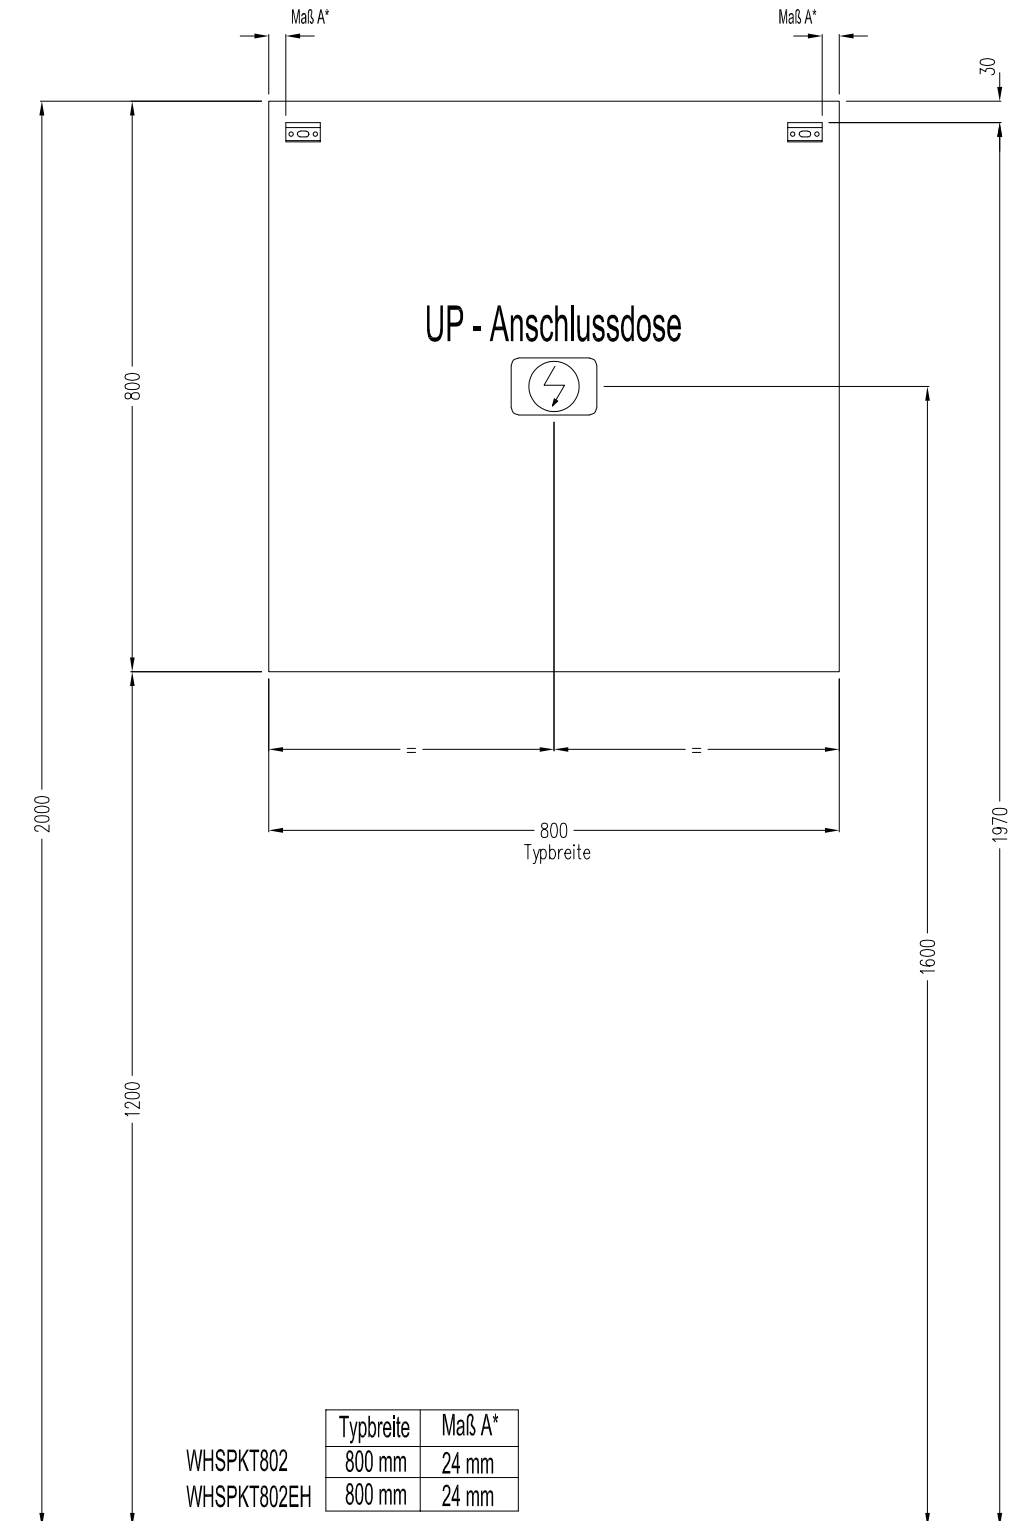 Maß A*
Maß A*
30
UP - Anschlussdose
800
=
=
2000
800
Typbreite
1970
1600
1200
Typbreite
Maß A*
WHSPKT802
800 mm
24 mm
WHSPKT802EH
800 mm
24 mm